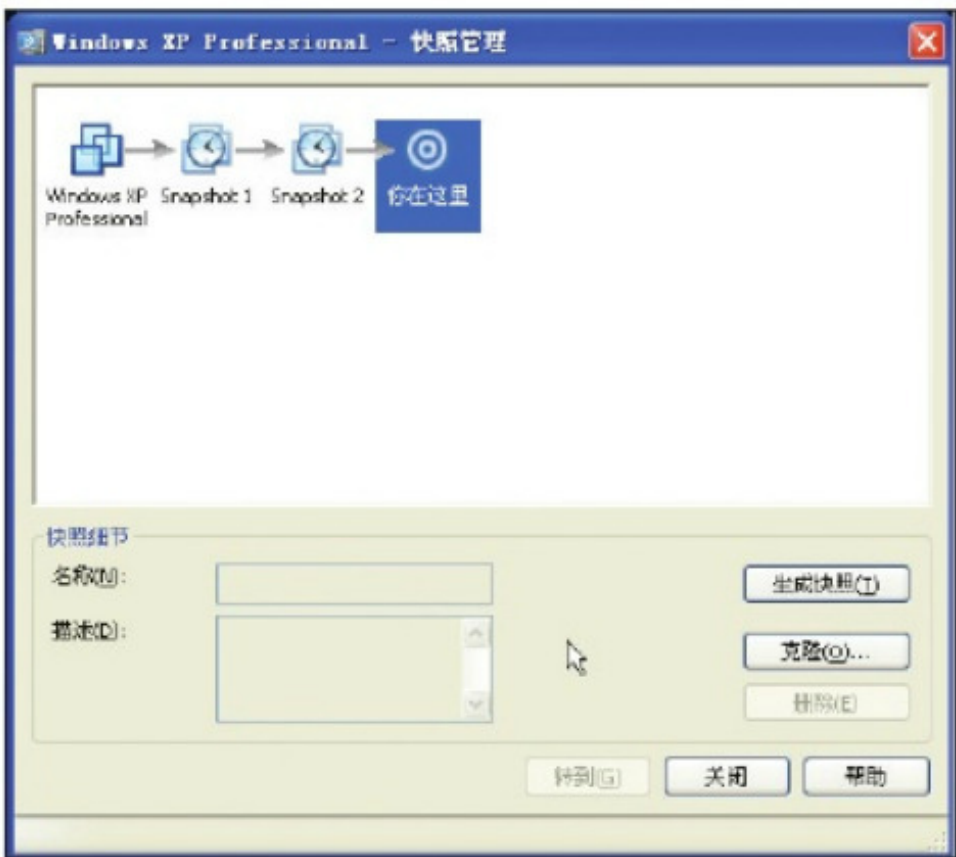 Windows XP Professional - 快照管理
Windows XP Professional
Snapshot 1
Snapshot 2
你在这里
快照细节
名称(N):
生成快照(T)
描述(D):
克隆(O)...
删除(E)
转到(G)
关闭
帮助